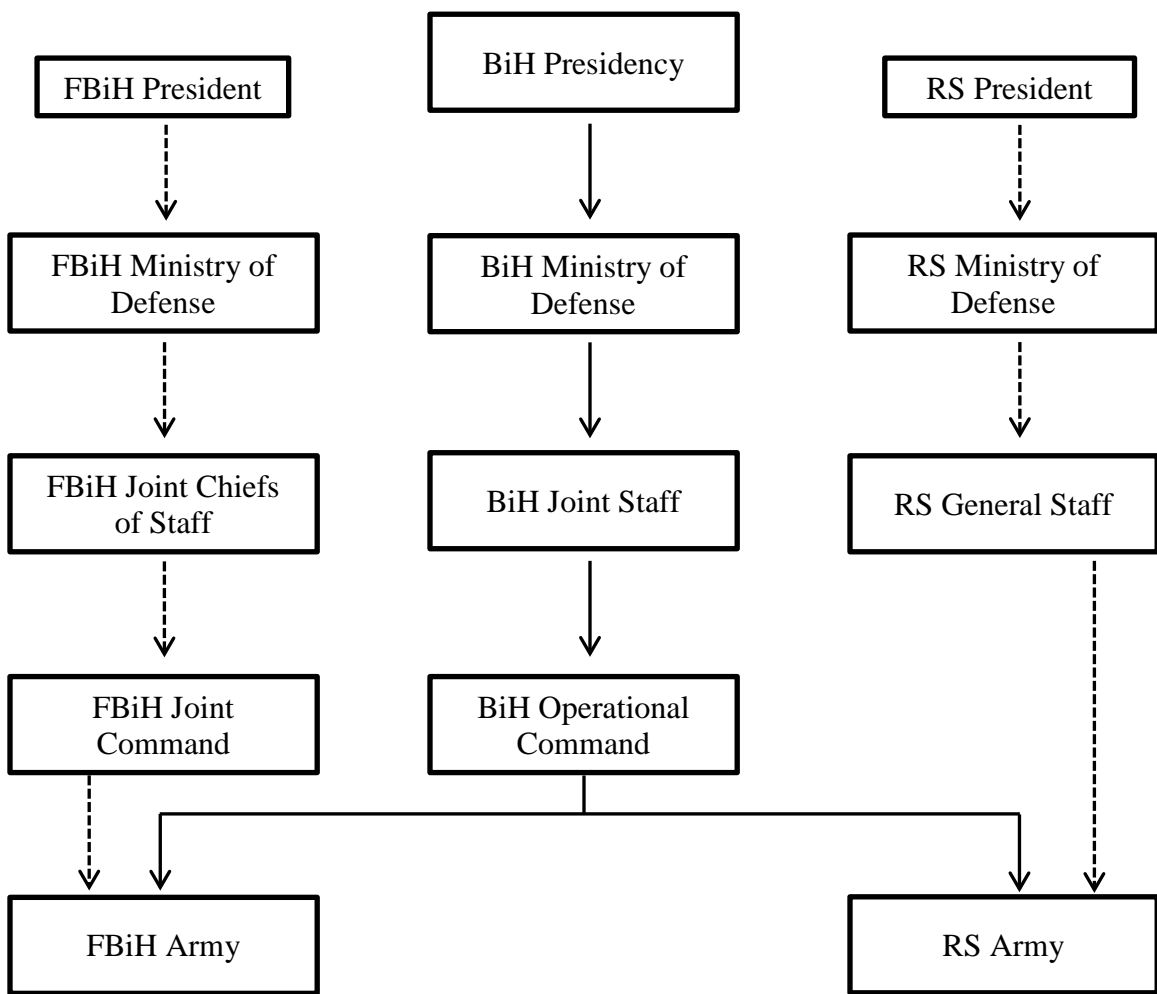 FBiH President
BiH Presidency
RS President
FBiH Ministry of
Defense
BiH Ministry of
Defense
RS Ministry of
Defense
FBiH Joint Chiefs
of Staff
BiH Joint Staff
RS General Staff
FBiH Joint
Command
BiH Operational
Command
FBiH Army
RS Army